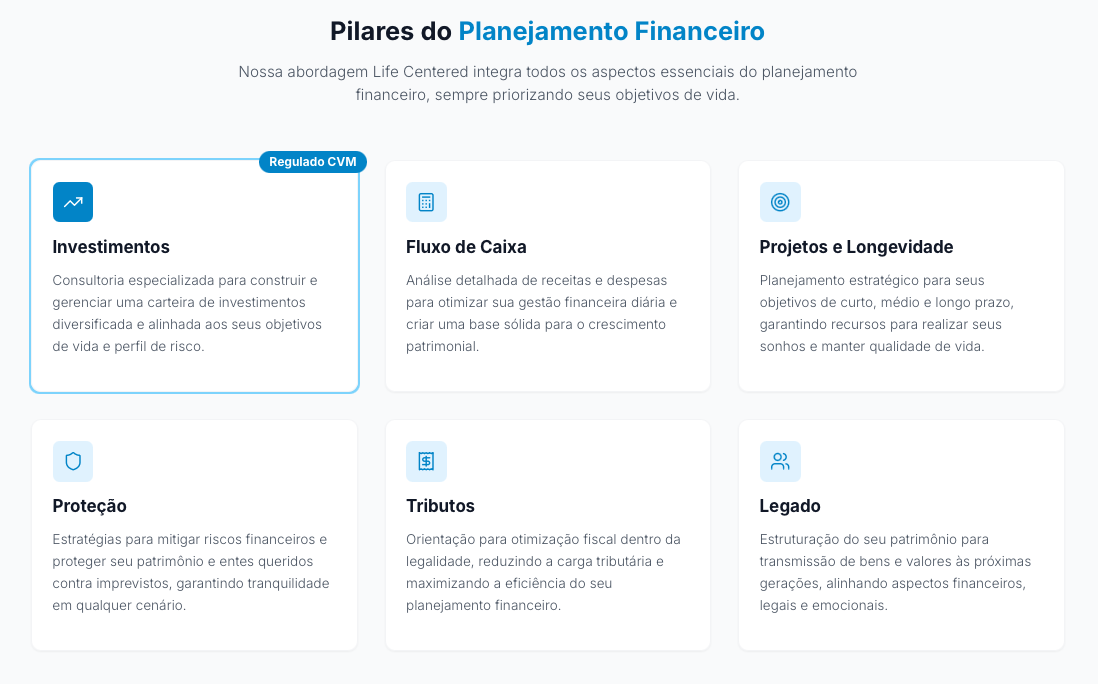 Pilares do Planejamento Financeiro
Nossa abordagem Life Centered integra todos os aspectos essenciais do planejamento
financeiro, sempre priorizando seus objetivos de vida.
Regulado CVM
Investimentos
Consultoria especializada para construir e
gerenciar uma carteira de investimentos
diversificada e alinhada aos seus objetivos
de vida e perfil de risco.
Fluxo de Caixa
Análise detalhada de receitas e despesas
para otimizar sua gestão financeira diária e
criar uma base sólida para o crescimento
patrimonial.
Projetos e Longevidade
Planejamento estratégico para seus
objetivos de curto, médio e longo prazo,
garantindo recursos para realizar seus
sonhos e manter qualidade de vida.
Proteção
Estratégias para mitigar riscos financeiros e
proteger seu patrimônio e entes queridos
contra imprevistos, garantindo tranquilidade
em qualquer cenário.
Tributos
Orientação para otimização fiscal dentro da
legalidade, reduzindo a carga tributária e
maximizando a eficiência do seu
planejamento financeiro.
Legado
Estruturação do seu patrimônio para
transmissão de bens e valores às próximas
gerações, alinhando aspectos financeiros,
legais e emocionais.